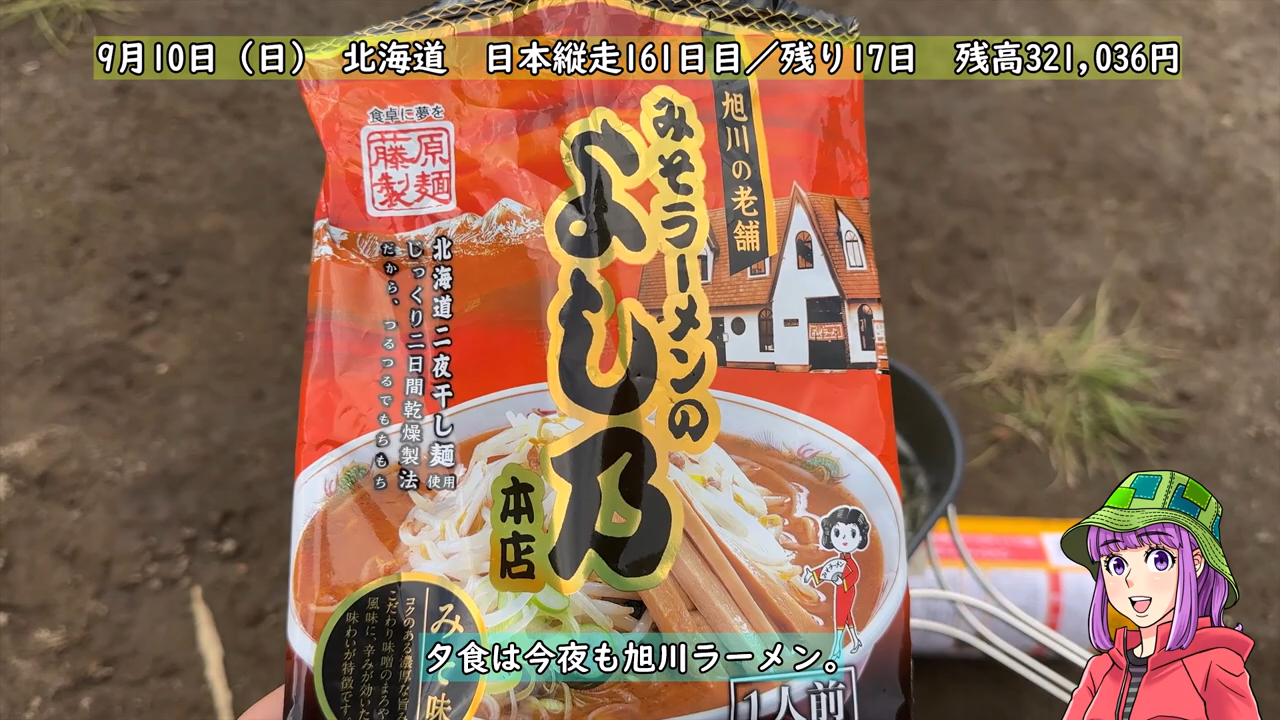 9月10日（日）　北海道　日本縦走161日目／残り17日　残高321,036円
旭川の老舗
みそラーメンの
よし乃
本店
食卓に夢を
藤原
製麺
北海道二夜干し麺使用
じっくり二日間乾燥製法
だから、つるつるでもちもち
みそ味
コクのある濃厚な旨
こだわり味噌のまろや
風味に、辛みが効いた
味わいが特徴です。
夕食は今夜も旭川ラーメン。
1人前